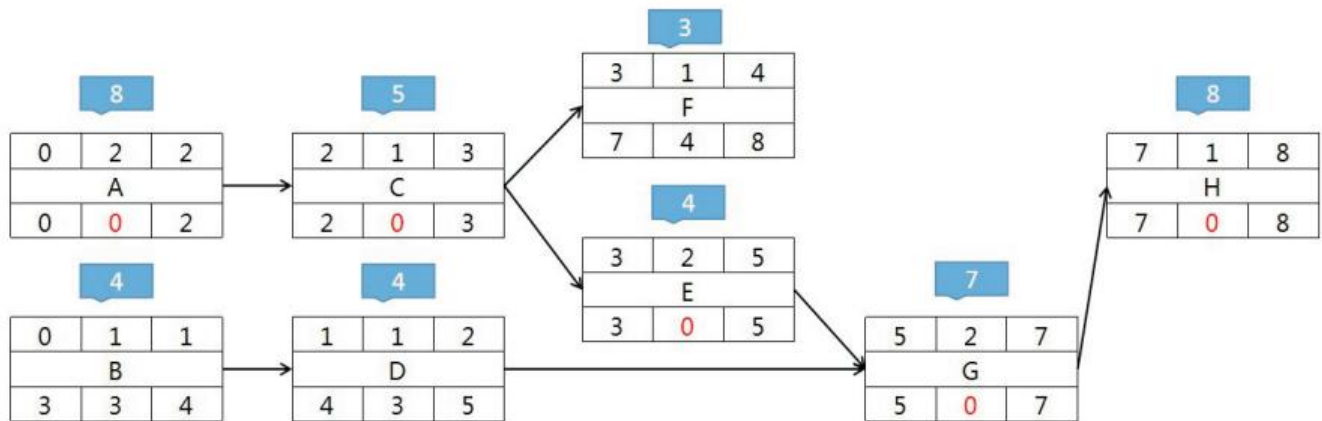 3
3 1 4
F
7 4 8
8
0 2 2
A
0 0 2
5
2 1 3
C
2 0 3
8
7 1 8
H
7 0 8
4
3 2 5
E
3 0 5
4
0 1 1
B
3 3 4
4
1 1 2
D
4 3 5
7
5 2 7
G
5 0 7